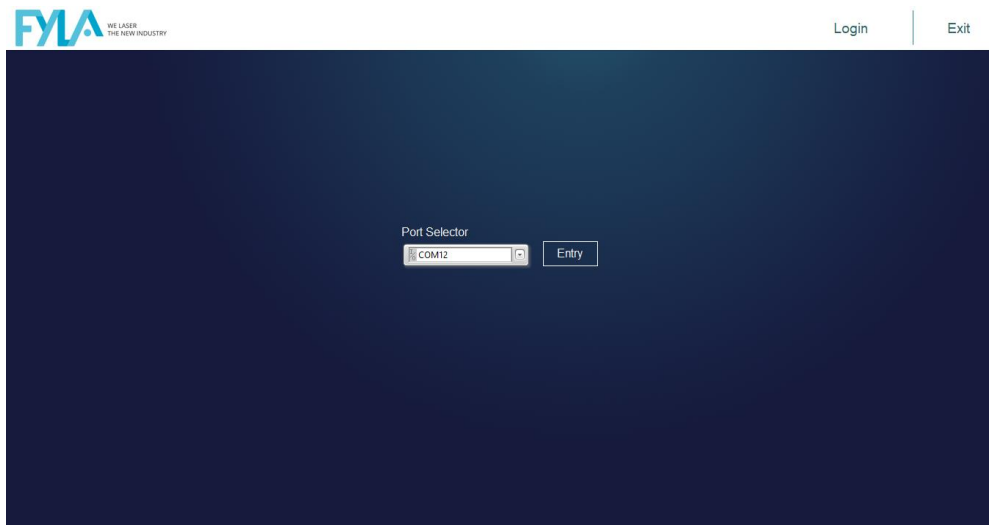 FYLA
WE LASER
THE NEW INDUSTRY
Login
Exit
Port Selector
COM12
Entry